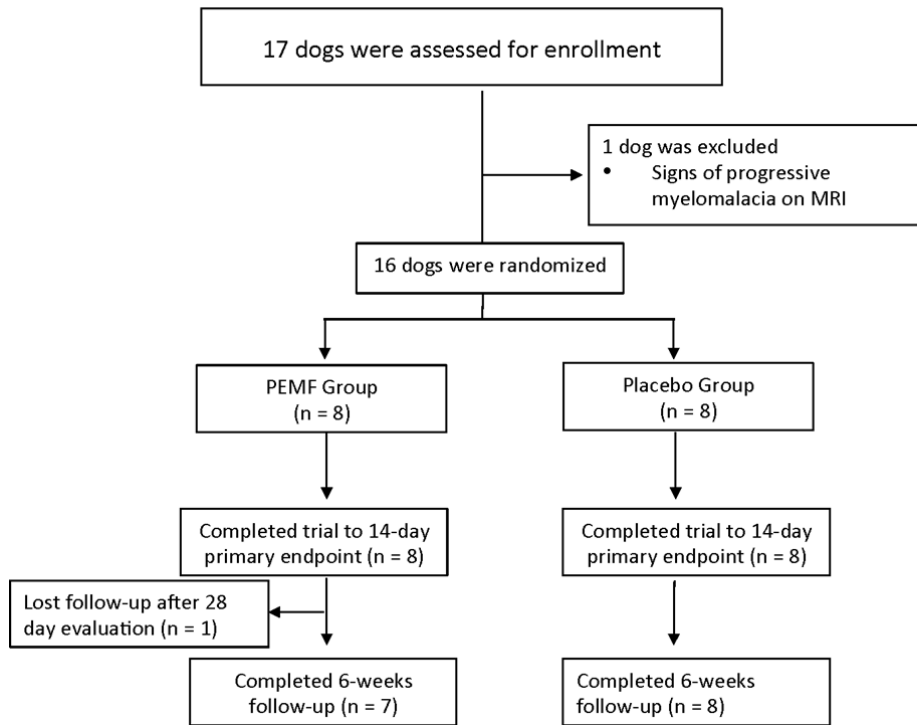 17 dogs were assessed for enrollment
1 dog was excluded
• Signs of progressive
myelomalacia on MRI
16 dogs were randomized
PEMF Group
(n = 8)
Placebo Group
(n = 8)
Completed trial to 14-day
primary endpoint (n = 8)
Completed trial to 14-day
primary endpoint (n = 8)
Lost follow-up after 28
day evaluation (n = 1)
Completed 6-weeks
follow-up (n = 7)
Completed 6-weeks
follow-up (n = 8)